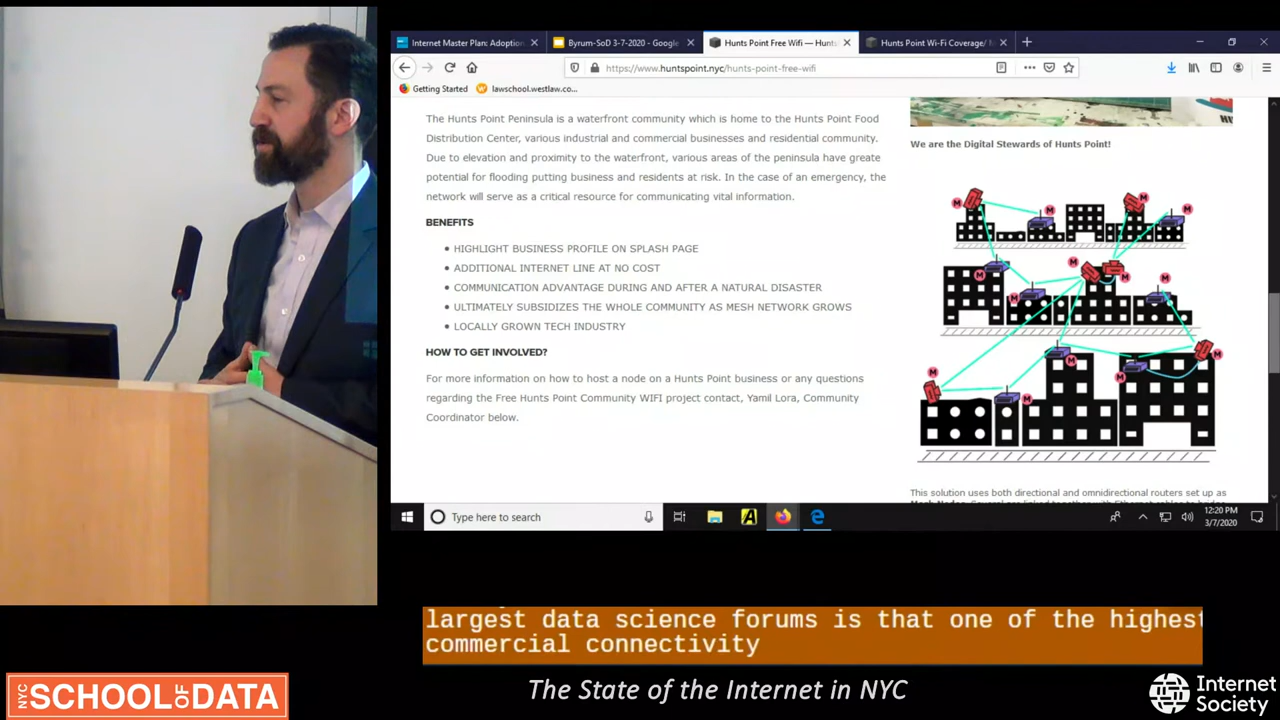 Internet Master Plan: Adoption
Byrum-SoD 3-7-2020 - Google
Hunts Point Free Wifi — Hunts
Hunts Point Wi-Fi Coverage/ M
https://www.huntspoint.nyc/hunts-point-free-wifi
Getting Started
lawschool.westlaw.co...
The Hunts Point Peninsula is a waterfront community which is home to the Hunts Point Food
Distribution Center, various industrial and commercial businesses and residential community.
Due to elevation and proximity to the waterfront, various areas of the peninsula have greate
potential for flooding putting business and residents at risk. In the case of an emergency, the
network will serve as a critical resource for communicating vital information.
BENEFITS
HIGHLIGHT BUSINESS PROFILE ON SPLASH PAGE
ADDITIONAL INTERNET LINE AT NO COST
COMMUNICATION ADVANTAGE DURING AND AFTER A NATURAL DISASTER
ULTIMATELY SUBSIDIZES THE WHOLE COMMUNITY AS MESH NETWORK GROWS
LOCALLY GROWN TECH INDUSTRY
HOW TO GET INVOLVED?
For more information on how to host a node on a Hunts Point business or any questions
regarding the Free Hunts Point Community WIFI project contact, Yamil Lora, Community
Coordinator below.
We are the Digital Stewards of Hunts Point!
M M M M
M M M M M
M M M M M
This solution uses both directional and omnidirectional routers set up as
Type here to search
12:20 PM
3/7/2020
largest data science forums is that one of the highest
commercial connectivity
NYC SCHOOL OF DATA
The State of the Internet in NYC
Internet
Society